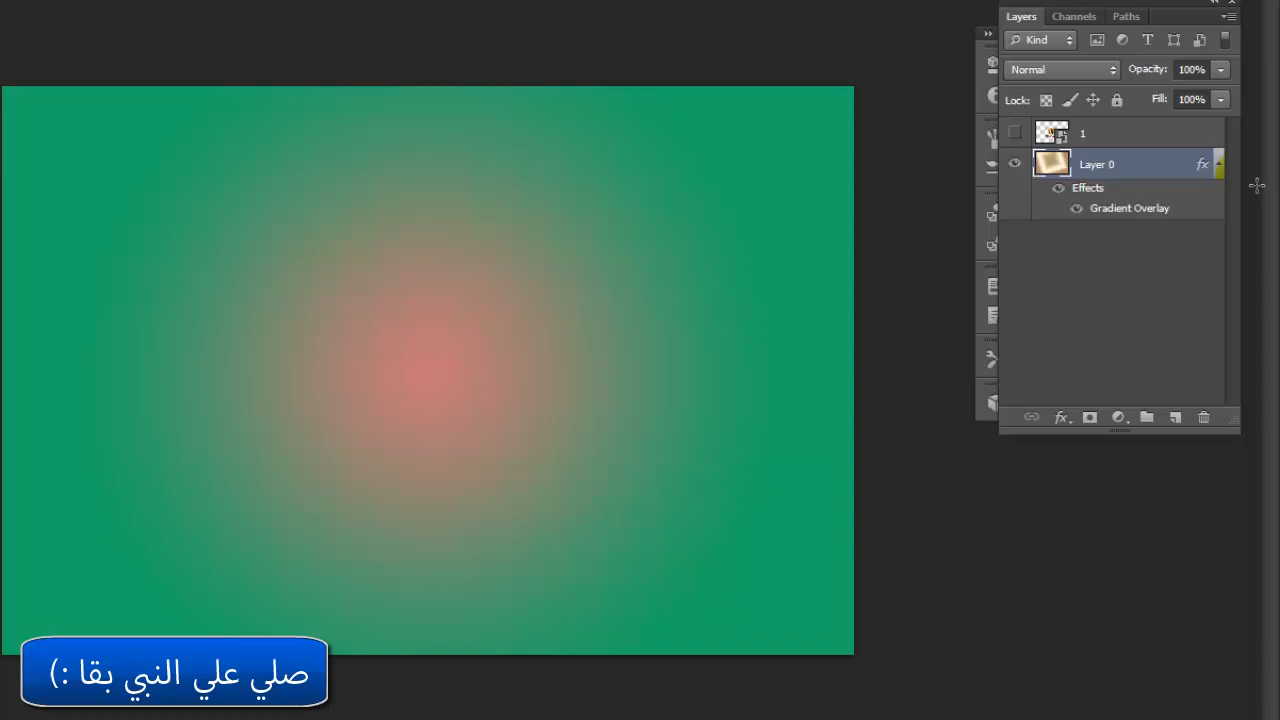 Layers Channels Paths
Kind
Normal Opacity: 100%
Lock: Fill: 100%
1
Layer 0 fx
Effects
Gradient Overlay
fx
صلي علي النبي بقا :)